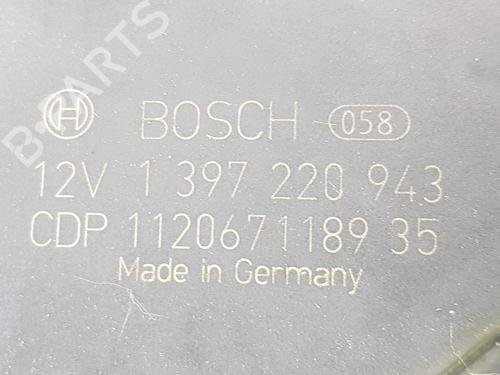 BOSCH 058
12V 1 397 220 943
CDP 1120671189 35
Made in Germany
B-PARTS